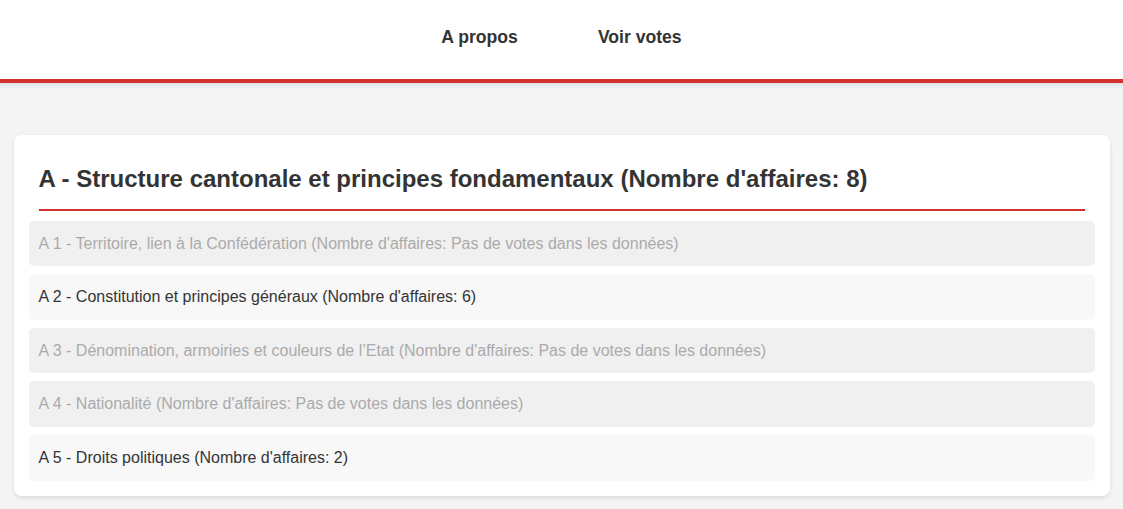 A propos
Voir votes
A - Structure cantonale et principes fondamentaux (Nombre d'affaires: 8)
A 1 - Territoire, lien à la Confédération (Nombre d'affaires: Pas de votes dans les données)
A 2 - Constitution et principes généraux (Nombre d'affaires: 6)
A 3 - Dénomination, armoiries et couleurs de l’Etat (Nombre d'affaires: Pas de votes dans les données)
A 4 - Nationalité (Nombre d'affaires: Pas de votes dans les données)
A 5 - Droits politiques (Nombre d'affaires: 2)